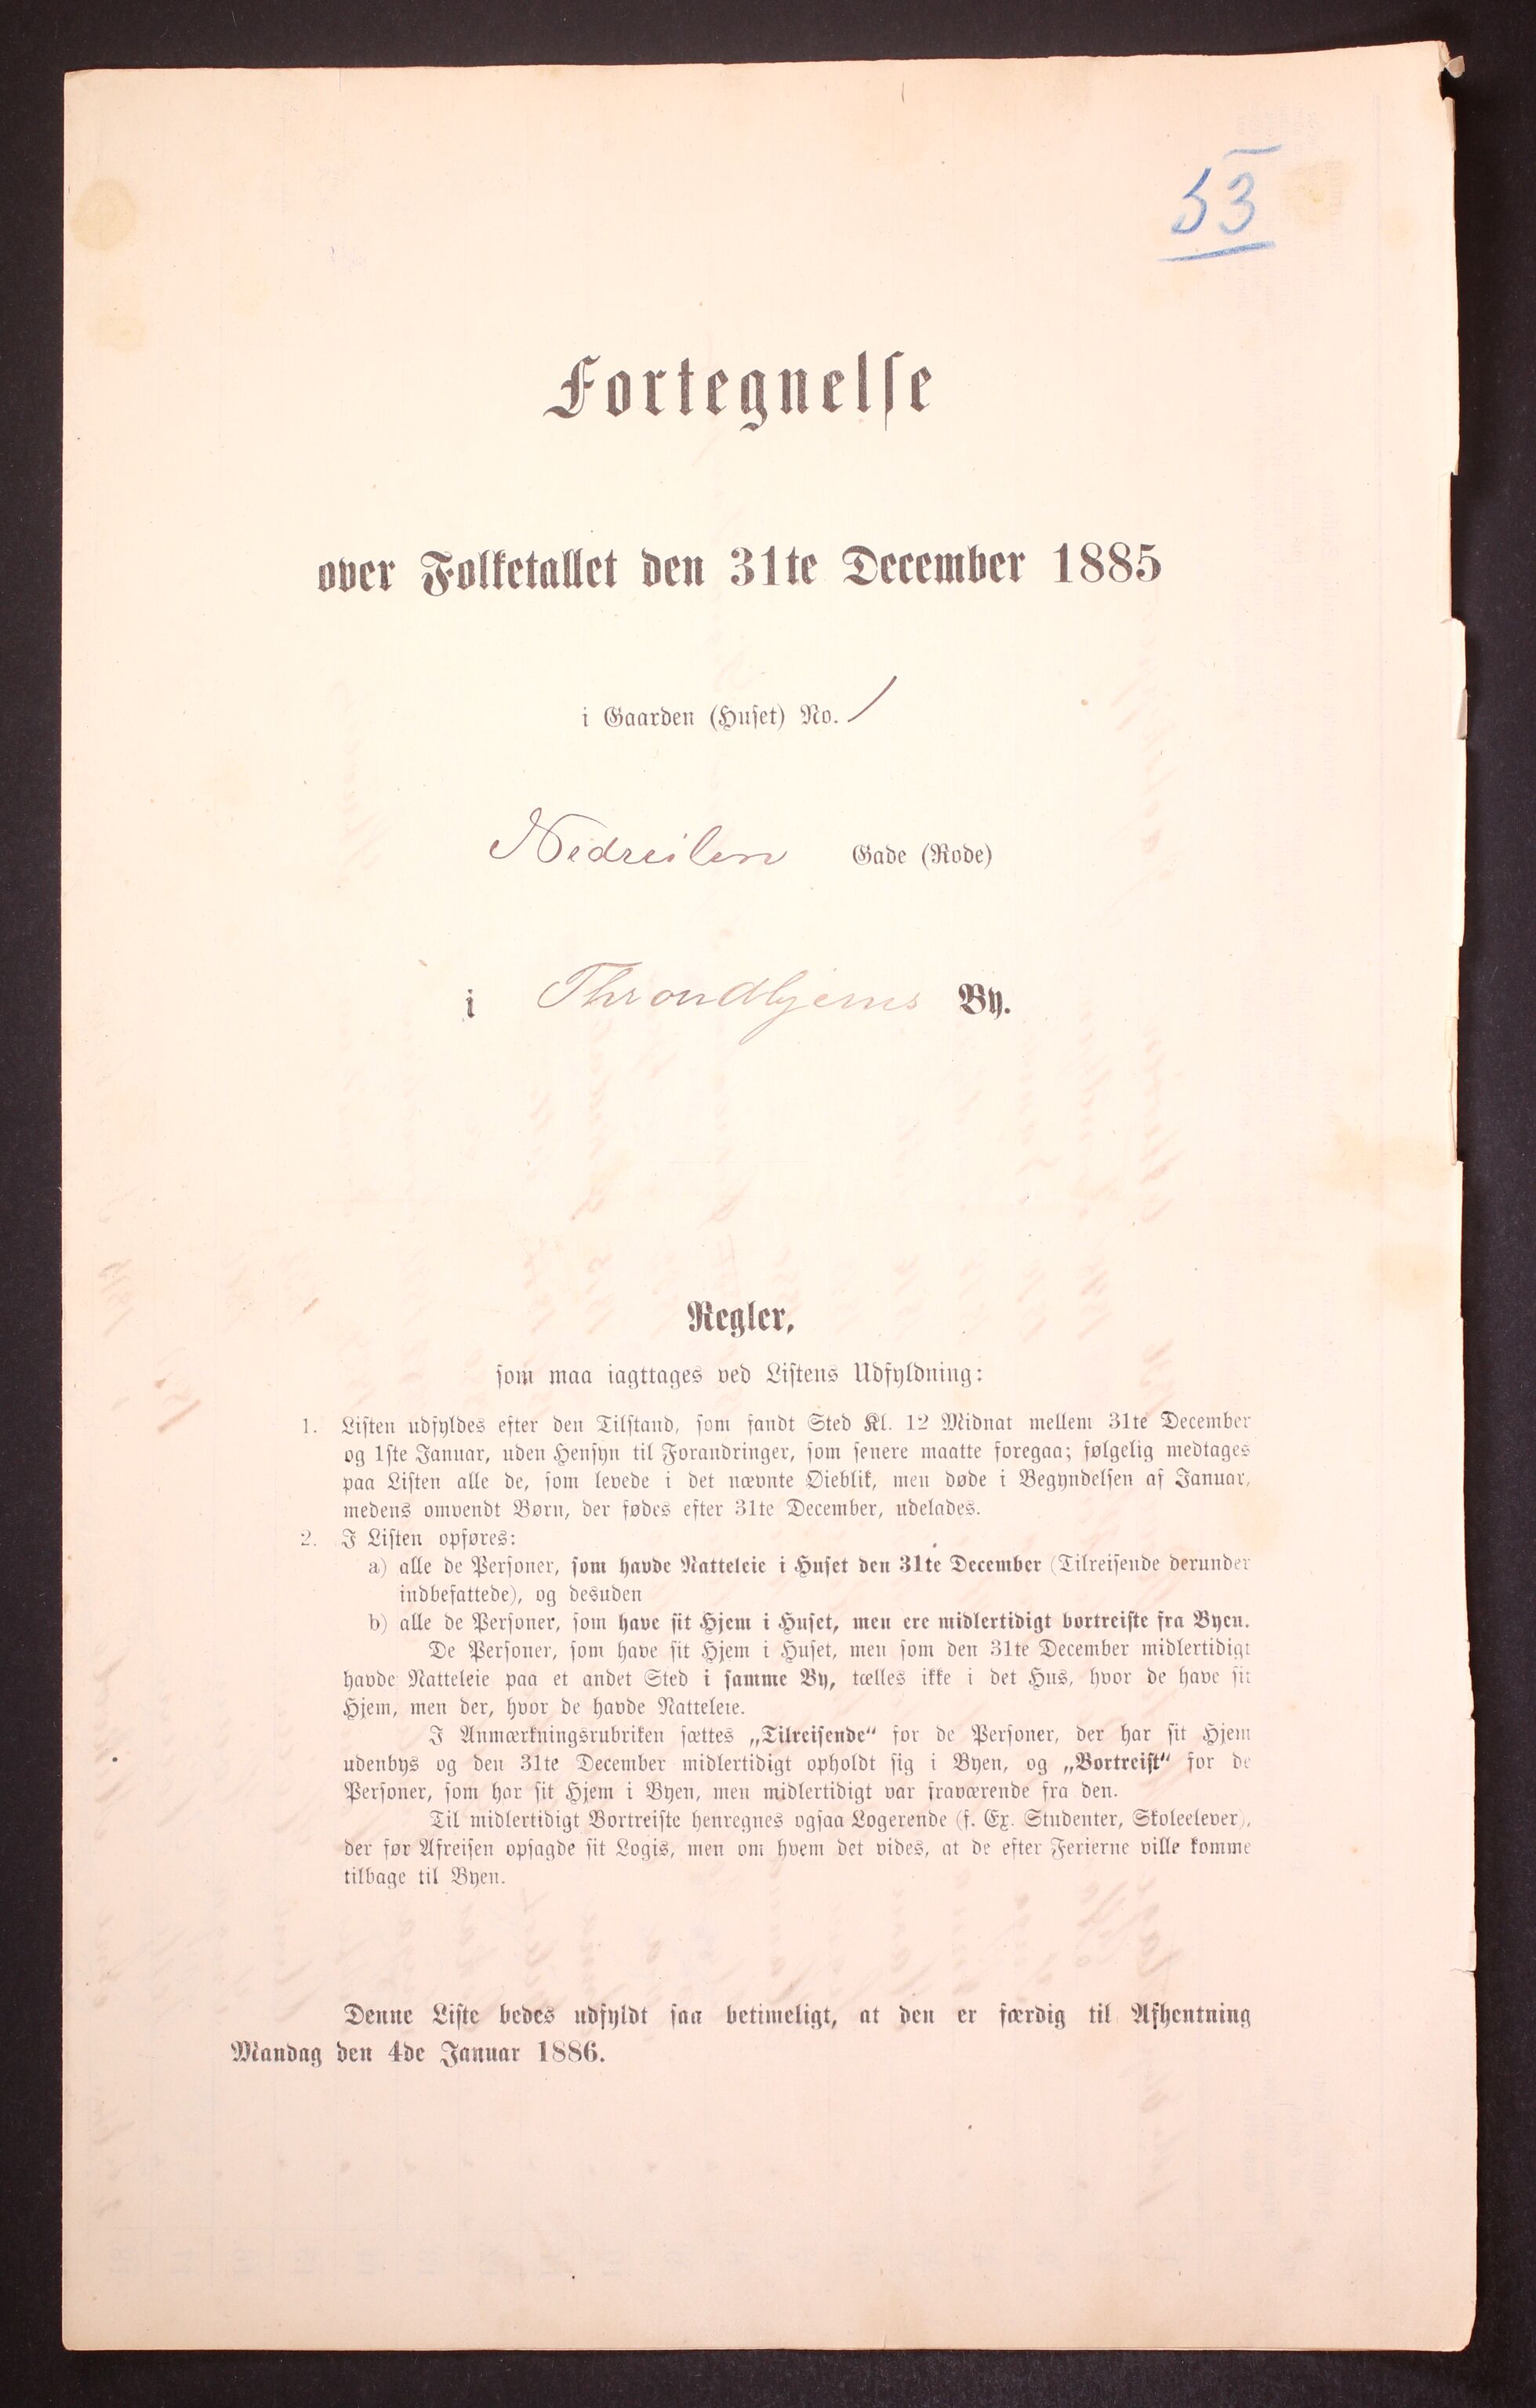 53
Fortegnelse
over Folketallet den 31te December 1885
i Gaarden (Huset) No. 1
Nedreilen Gade (Rode)
i Throndhjems By.
Regler,
som maa iagttages ved Listens Udfyldning:
1. Listen udfyldes efter den Tilstand, som fandt Sted Kl. 12 Midnat mellem 31te December
og 1ste Januar, uden Hensyn til Forandringer, som senere maatte foregaa; følgelig medtages
paa Listen alle de, som levede i det nævnte Øieblik, men døde i Begyndelsen af Januar,
medens omvendt Børn, der fødes efter 31te December, udelades.
2. I Listen opføres:
a) alle de Personer, som havde Natteleie i Huset den 31te December (Tilreisende derunder
indbefattede), og desuden
b) alle de Personer, som have sit Hjem i Huset, men ere midlertidigt bortreiste fra Byen.
De Personer, som have sit Hjem i Huset, men som den 31te December midlertidigt
havde Natteleie paa et andet Sted i samme By, tælles ikke i det Hus, hvor de have sit
Hjem, men der, hvor de havde Natteleie.
I Anmærkningsrubriken sættes „Tilreisende“ for de Personer, der har sit Hjem
udenbys og den 31te December midlertidigt opholdt sig i Byen, og „Bortreist“ for de
Personer, som har sit Hjem i Byen, men midlertidigt var fraværende fra den.
Til midlertidigt Bortreiste henregnes ogsaa Logerende (f. Ex. Studenter, Skoleelever),
der før Afreisen opsagde sit Logis, men om hvem det vides, at de efter Ferierne ville komme
tilbage til Byen.
Denne Liste bedes udfyldt saa betimeligt, at den er færdig til Afhentning
Mandag den 4de Januar 1886.